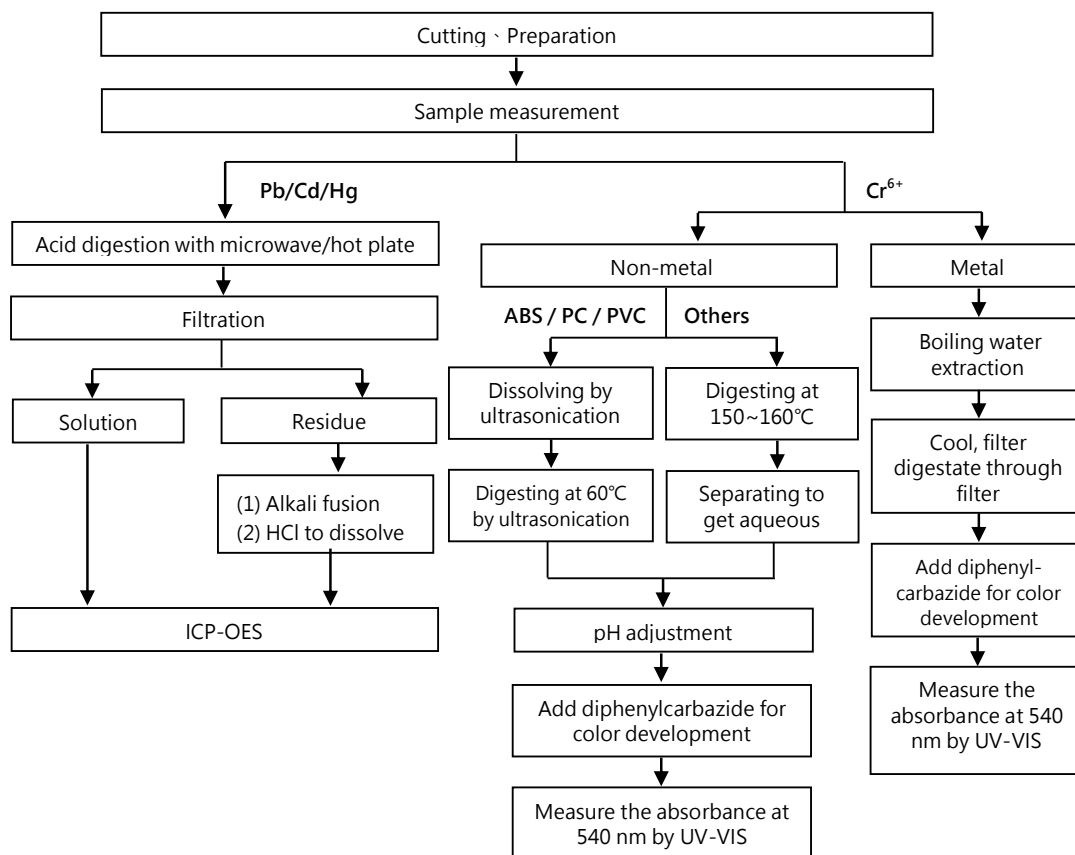 Cutting、Preparation
Sample measurement
Pb/Cd/Hg
Cr⁶⁺
Acid digestion with microwave/hot plate
Non-metal
Metal
Filtration
ABS / PC / PVC
Others
Boiling water
extraction
Dissolving by
ultrasonication
Digesting at
150~160℃
Solution
Residue
Cool, filter
digestate through
filter
(1) Alkali fusion
(2) HCl to dissolve
Digesting at 60℃
by ultrasonication
Separating to
get aqueous
Add diphenyl-
carbazide for color
development
ICP-OES
pH adjustment
Measure the
absorbance at 540
nm by UV-VIS
Add diphenylcarbazide for
color development
Measure the absorbance at
540 nm by UV-VIS